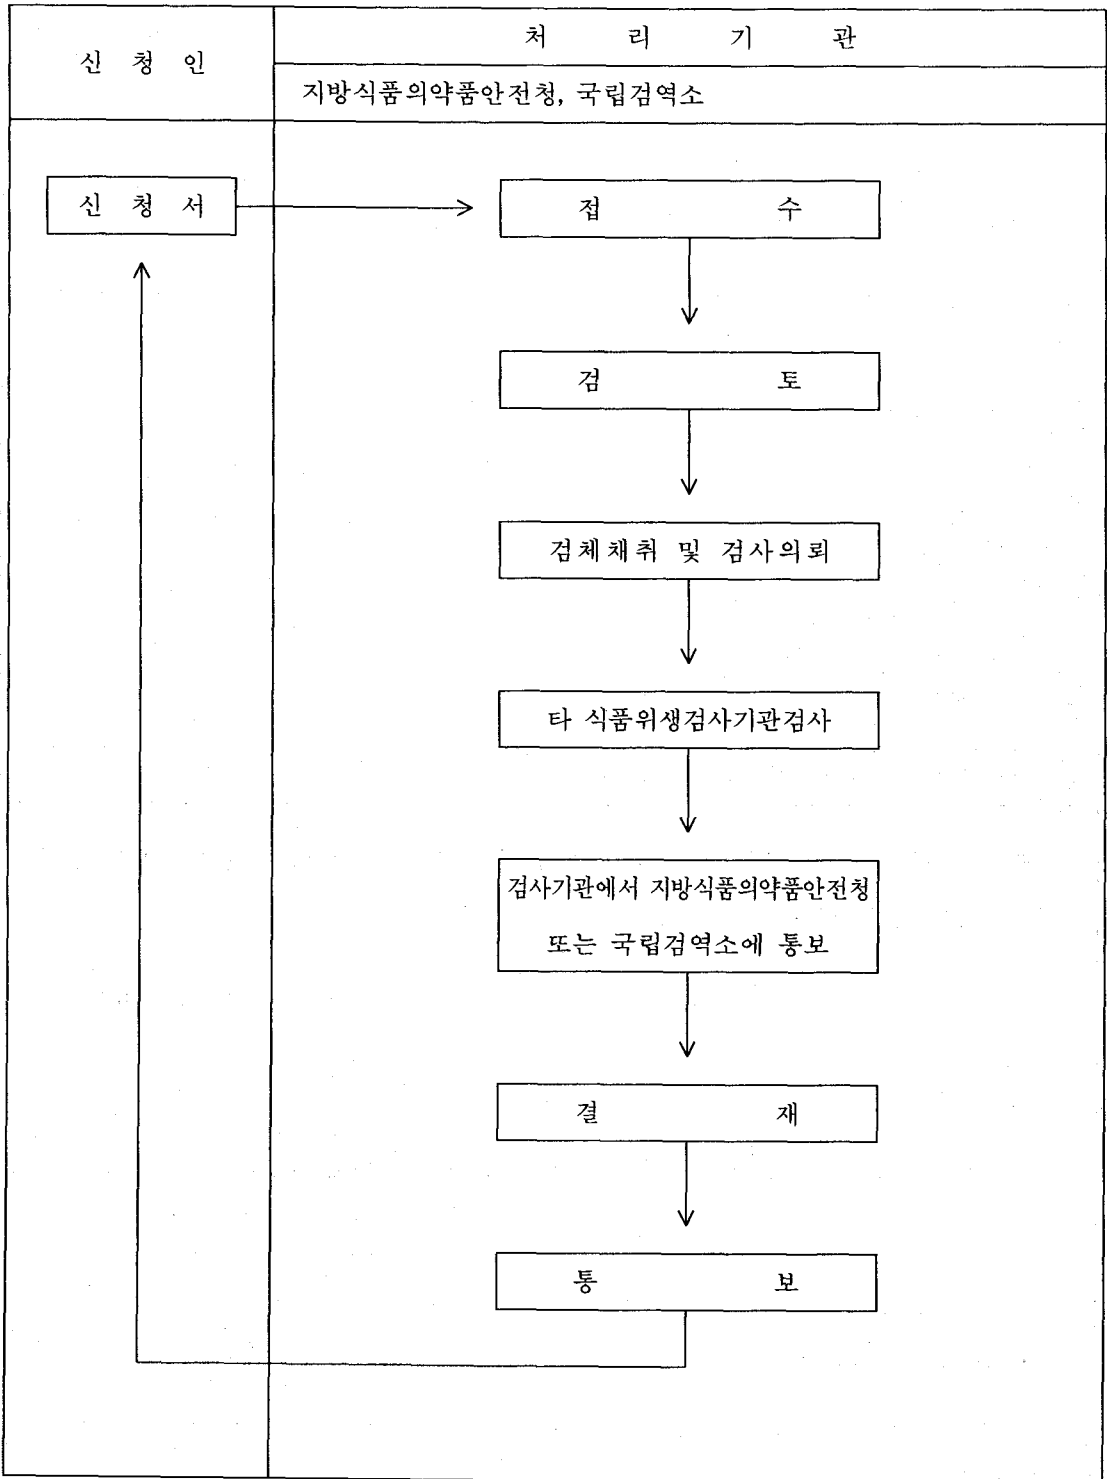 신 청 인
처 리 기 관
지방식품의약품안전청, 국립검역소
신 청 서
접 수
검 토
검체채취 및 검사의뢰
타 식품위생검사기관검사
검사기관에서 지방식품의약품안전청
또는 국립검역소에 통보
결 재
통 보